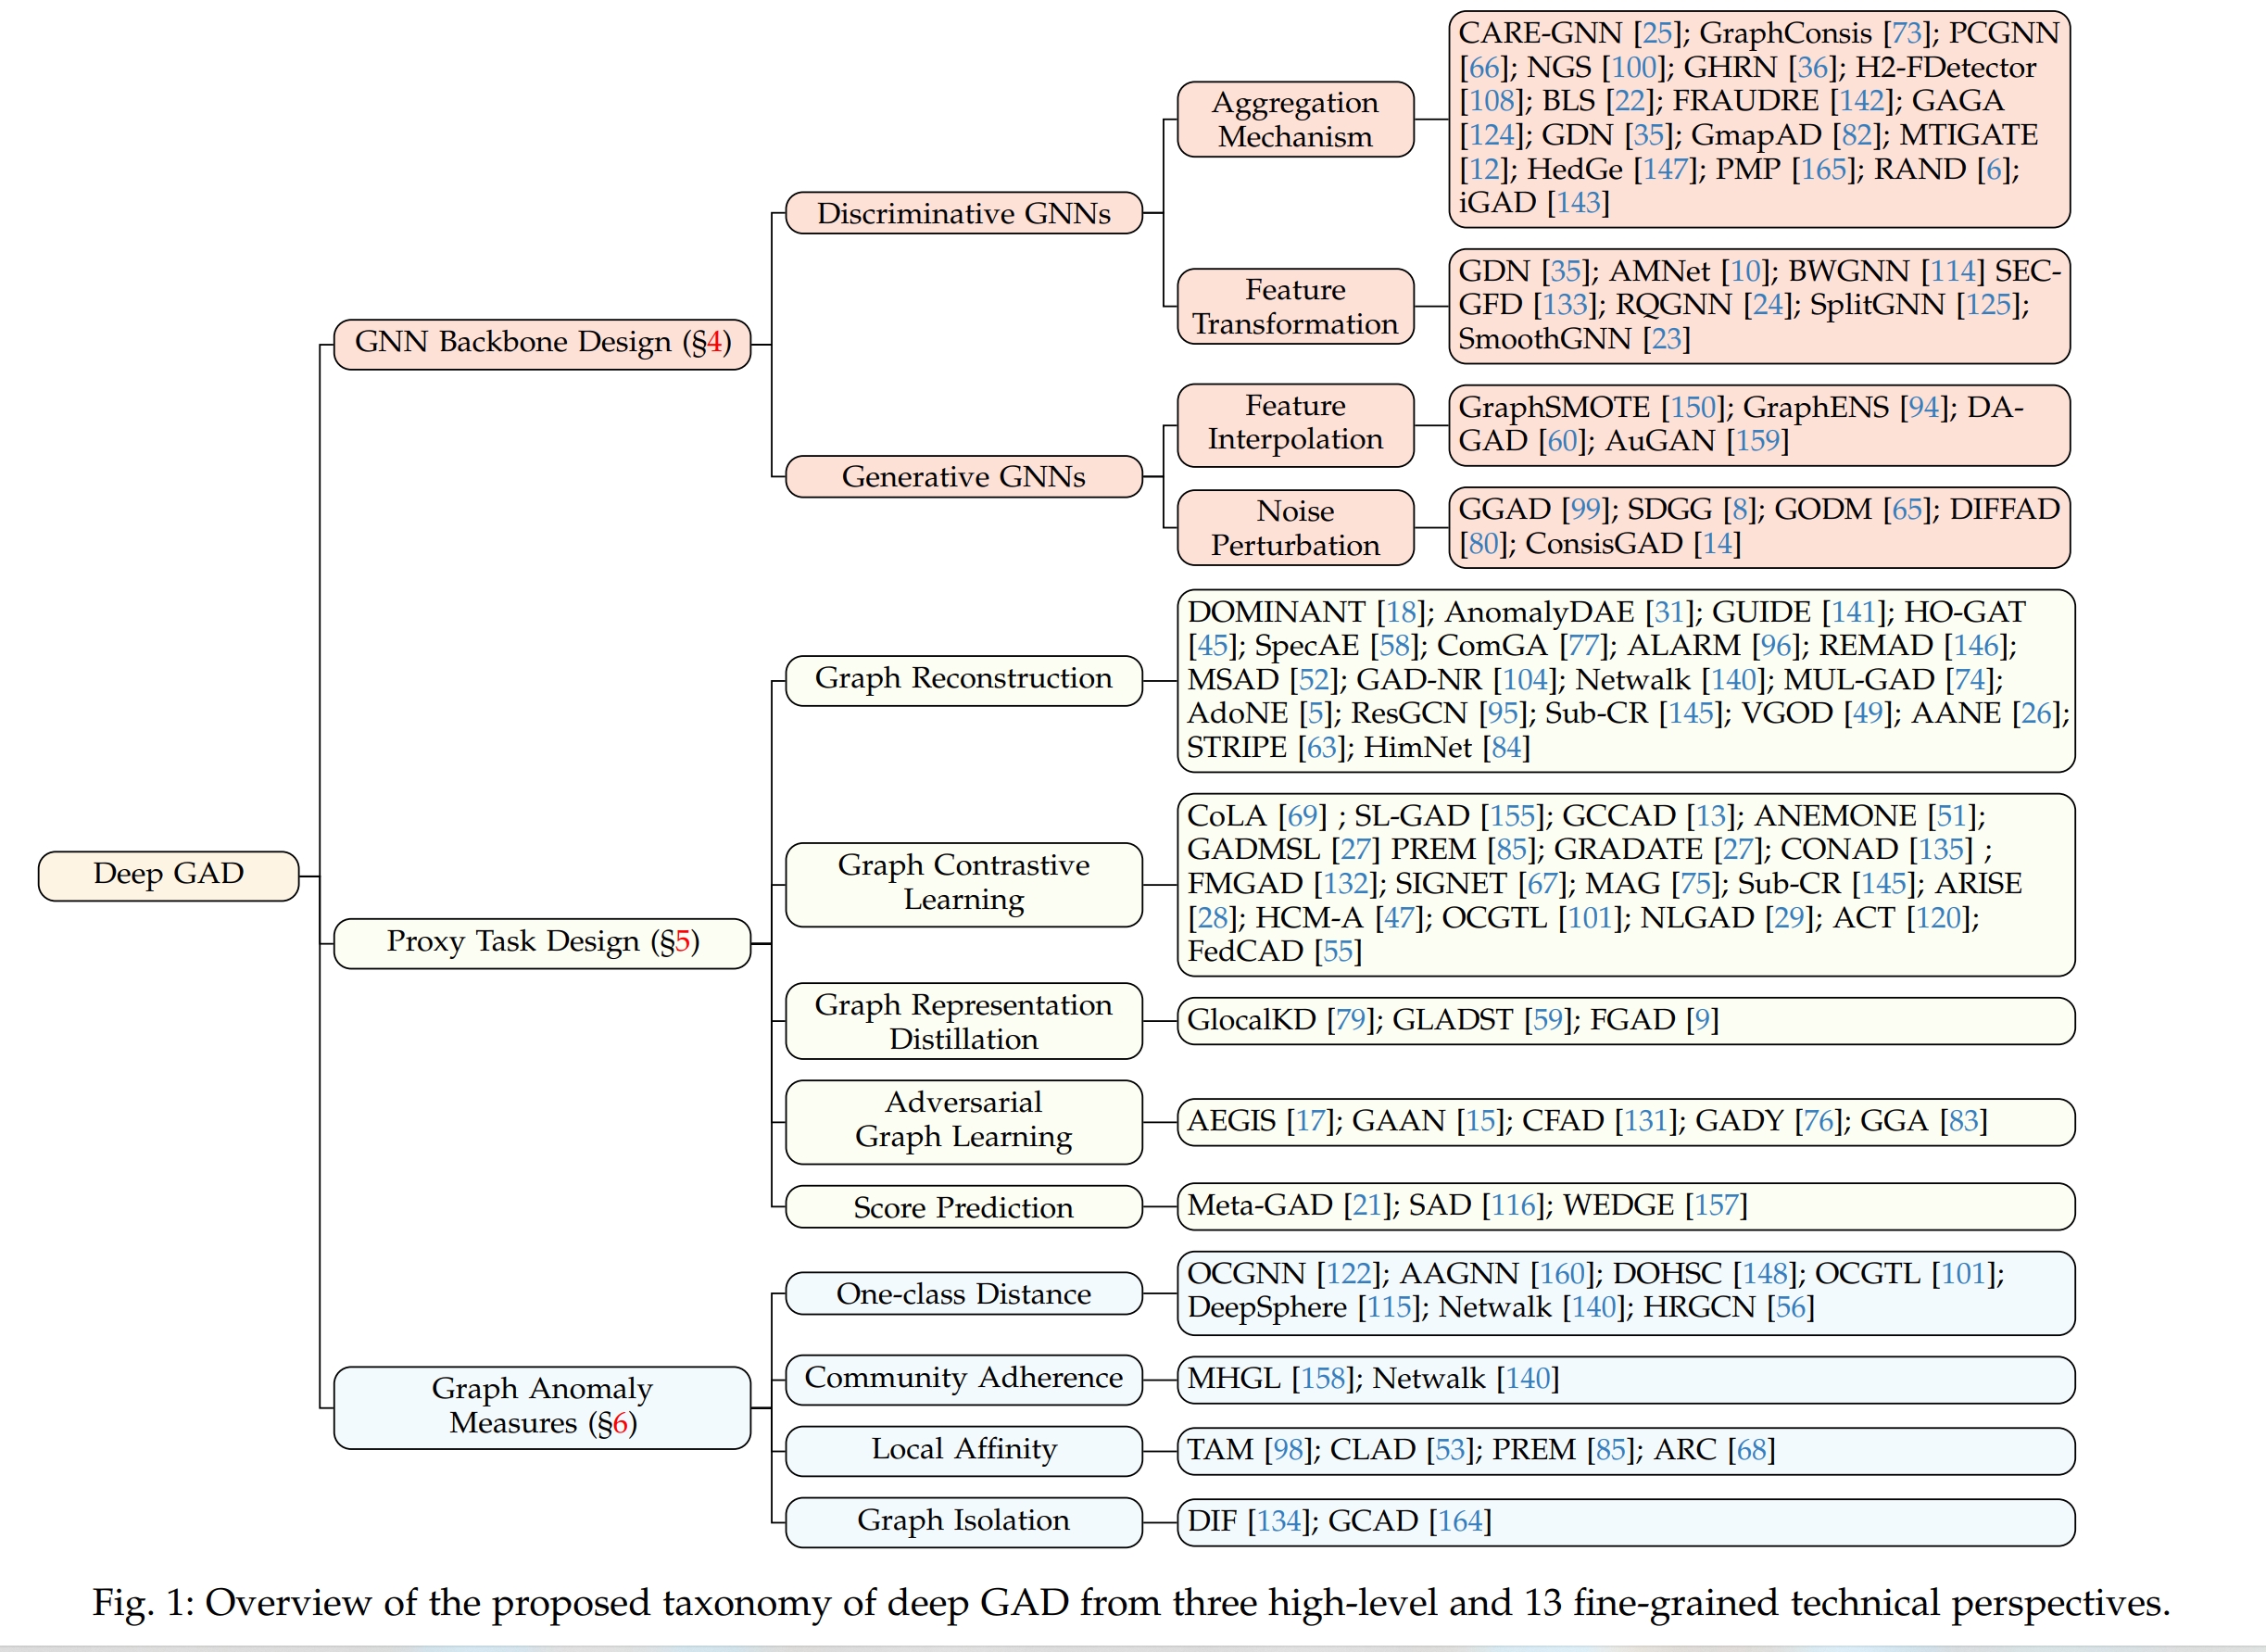 Deep GAD
GNN Backbone Design (§4)
Discriminative GNNs
Aggregation
Mechanism
CARE-GNN [25]; GraphConsis [73]; PCGNN
[66]; NGS [100]; GHRN [36]; H2-FDetector
[108]; BLS [22]; FRAUDRE [142]; GAGA
[124]; GDN [35]; GmapAD [82]; MTIGATE
[12]; HedGe [147]; PMP [165]; RAND [6];
iGAD [143]
Feature
Transformation
GDN [35]; AMNet [10]; BWGNN [114] SEC-
GFD [133]; RQGNN [24]; SplitGNN [125];
SmoothGNN [23]
Generative GNNs
Feature
Interpolation
GraphSMOTE [150]; GraphENS [94]; DA-
GAD [60]; AuGAN [159]
Noise
Perturbation
GGAD [99]; SDGG [8]; GODM [65]; DIFFAD
[80]; ConsisGAD [14]
Proxy Task Design (§5)
Graph Reconstruction
DOMINANT [18]; AnomalyDAE [31]; GUIDE [141]; HO-GAT
[45]; SpecAE [58]; ComGA [77]; ALARM [96]; REMAD [146];
MSAD [52]; GAD-NR [104]; Netwalk [140]; MUL-GAD [74];
AdoNE [5]; ResGCN [95]; Sub-CR [145]; VGOD [49]; AANE [26];
STRIPE [63]; HimNet [84]
Graph Contrastive
Learning
CoLA [69] ; SL-GAD [155]; GCCAD [13]; ANEMONE [51];
GADMSL [27] PREM [85]; GRADATE [27]; CONAD [135] ;
FMGAD [132]; SIGNET [67]; MAG [75]; Sub-CR [145]; ARISE
[28]; HCM-A [47]; OCGTL [101]; NLGAD [29]; ACT [120];
FedCAD [55]
Graph Representation
Distillation
GlocalKD [79]; GLADST [59]; FGAD [9]
Adversarial
Graph Learning
AEGIS [17]; GAAN [15]; CFAD [131]; GADY [76]; GGA [83]
Score Prediction
Meta-GAD [21]; SAD [116]; WEDGE [157]
Graph Anomaly
Measures (§6)
One-class Distance
OCGNN [122]; AAGNN [160]; DOHSC [148]; OCGTL [101];
DeepSphere [115]; Netwalk [140]; HRGCN [56]
Community Adherence
MHGL [158]; Netwalk [140]
Local Affinity
TAM [98]; CLAD [53]; PREM [85]; ARC [68]
Graph Isolation
DIF [134]; GCAD [164]
Fig. 1: Overview of the proposed taxonomy of deep GAD from three high-level and 13 fine-grained technical perspectives.